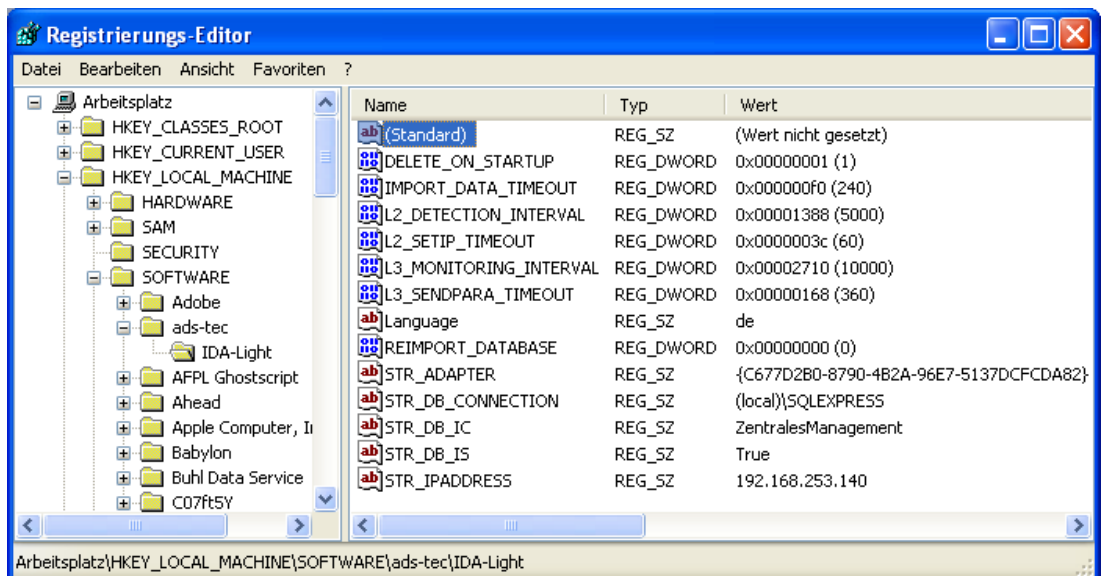 Registrierungs-Editor
Datei Bearbeiten Ansicht Favoriten ?
Arbeitsplatz
HKEY_CLASSES_ROOT
HKEY_CURRENT_USER
HKEY_LOCAL_MACHINE
HARDWARE
SAM
SECURITY
SOFTWARE
Adobe
ads-tec
IDA-Light
AFPL Ghostscript
Ahead
Apple Computer, I
Babylon
Buhl Data Service
C07ft5Y
Name Typ Wert
(Standard) REG_SZ (Wert nicht gesetzt)
DELETE_ON_STARTUP REG_DWORD 0x00000001 (1)
IMPORT_DATA_TIMEOUT REG_DWORD 0x000000f0 (240)
L2_DETECTION_INTERVAL REG_DWORD 0x00001388 (5000)
L2_SETIP_TIMEOUT REG_DWORD 0x0000003c (60)
L3_MONITORING_INTERVAL REG_DWORD 0x00002710 (10000)
L3_SENDPARA_TIMEOUT REG_DWORD 0x00000168 (360)
Language REG_SZ de
REIMPORT_DATABASE REG_DWORD 0x00000000 (0)
STR_ADAPTER REG_SZ {C677D2B0-8790-4B2A-96E7-5137DCFCDA82}
STR_DB_CONNECTION REG_SZ (local)\SQLEXPRESS
STR_DB_IC REG_SZ ZentralesManagement
STR_DB_IS REG_SZ True
STR_IPADDRESS REG_SZ 192.168.253.140
Arbeitsplatz\HKEY_LOCAL_MACHINE\SOFTWARE\ads-tec\IDA-Light